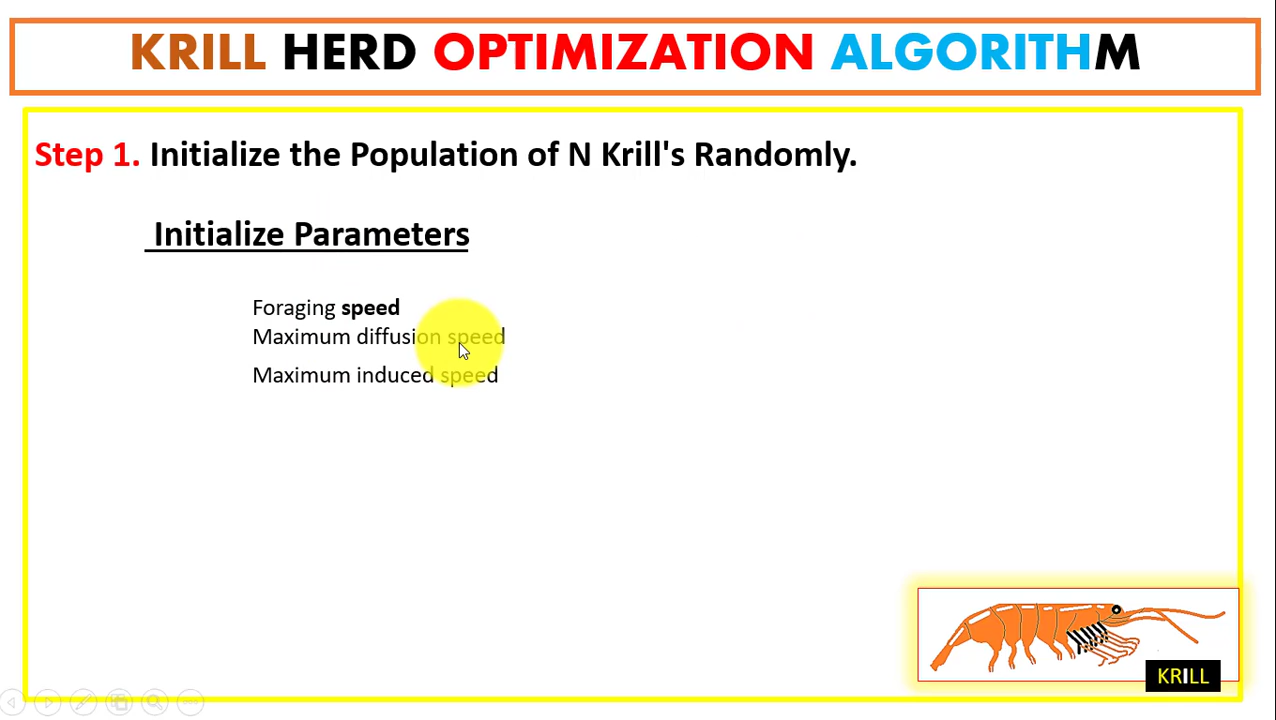 KRILL HERD OPTIMIZATION ALGORITHM
Step 1. Initialize the Population of N Krill's Randomly.
Initialize Parameters
Foraging speed
Maximum diffusion speed
Maximum induced speed
KRILL